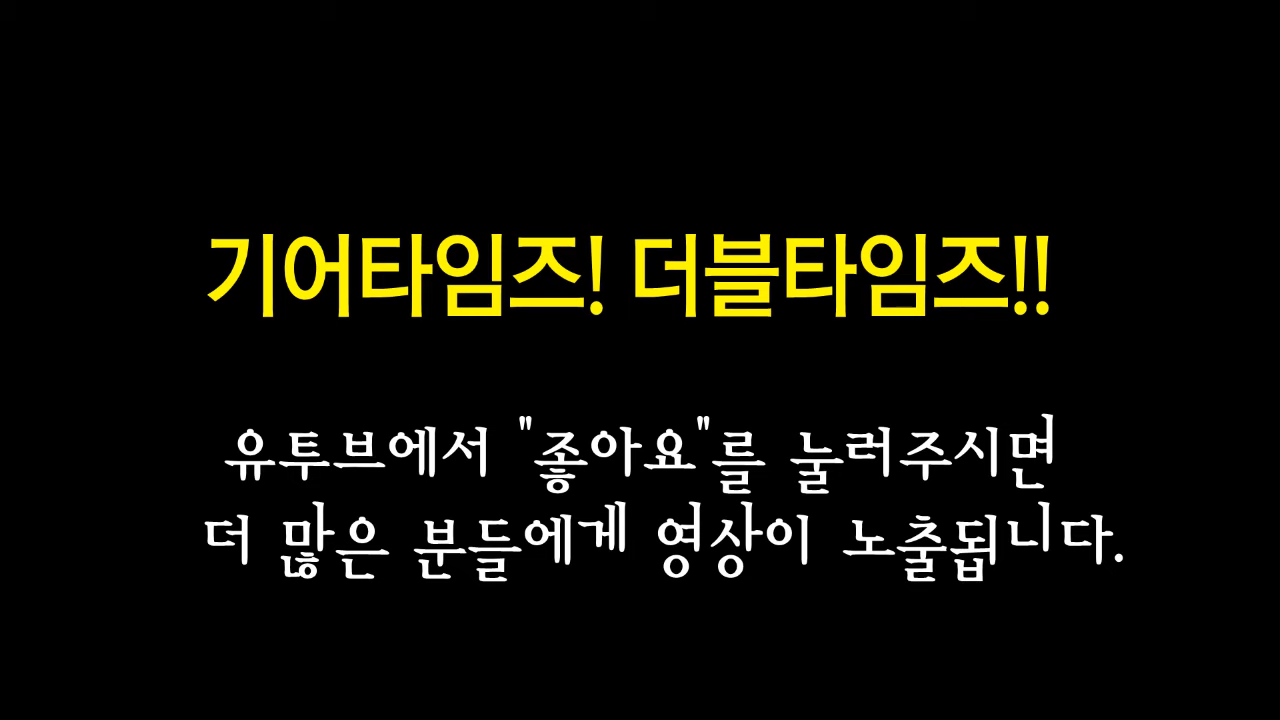 기어타임즈! 더블타임즈!!
유투브에서 "좋아요"를 눌러주시면
더 많은 분들에게 영상이 노출됩니다.